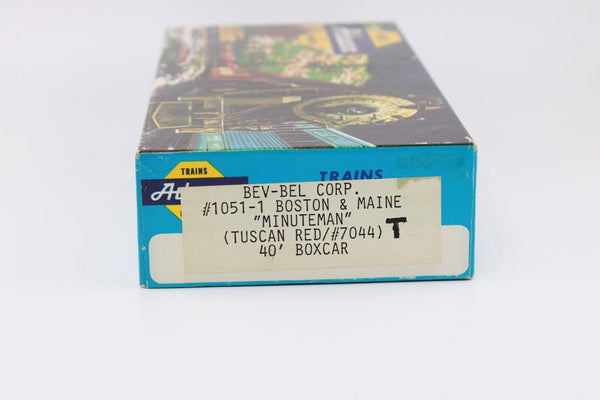 TRAINS
TRAINS
BEV-BEL CORP.
#1051-1 BOSTON & MAINE
"MINUTEMAN"
(TUSCAN RED/#7044) T
40' BOXCAR